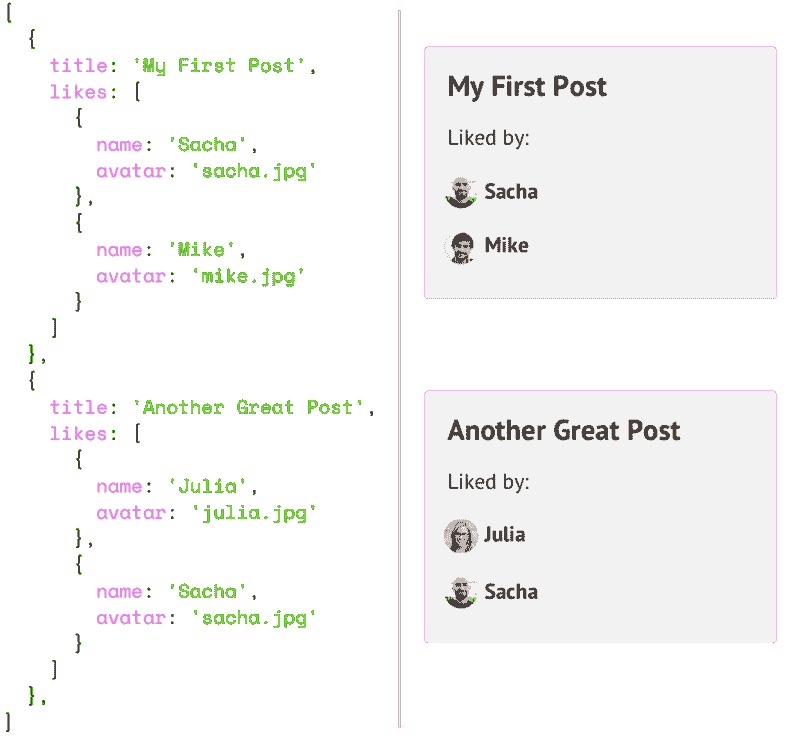 [
  {
    title: 'My First Post',
    likes: [
      {
        name: 'Sacha',
        avatar: 'sacha.jpg'
      },
      {
        name: 'Mike',
        avatar: 'mike.jpg'
      }
    ]
  },
  {
    title: 'Another Great Post',
    likes: [
      {
        name: 'Julia',
        avatar: 'julia.jpg'
      },
      {
        name: 'Sacha',
        avatar: 'sacha.jpg'
      }
    ]
  },
]
My First Post
Liked by:
Sacha
Mike
Another Great Post
Liked by:
Julia
Sacha